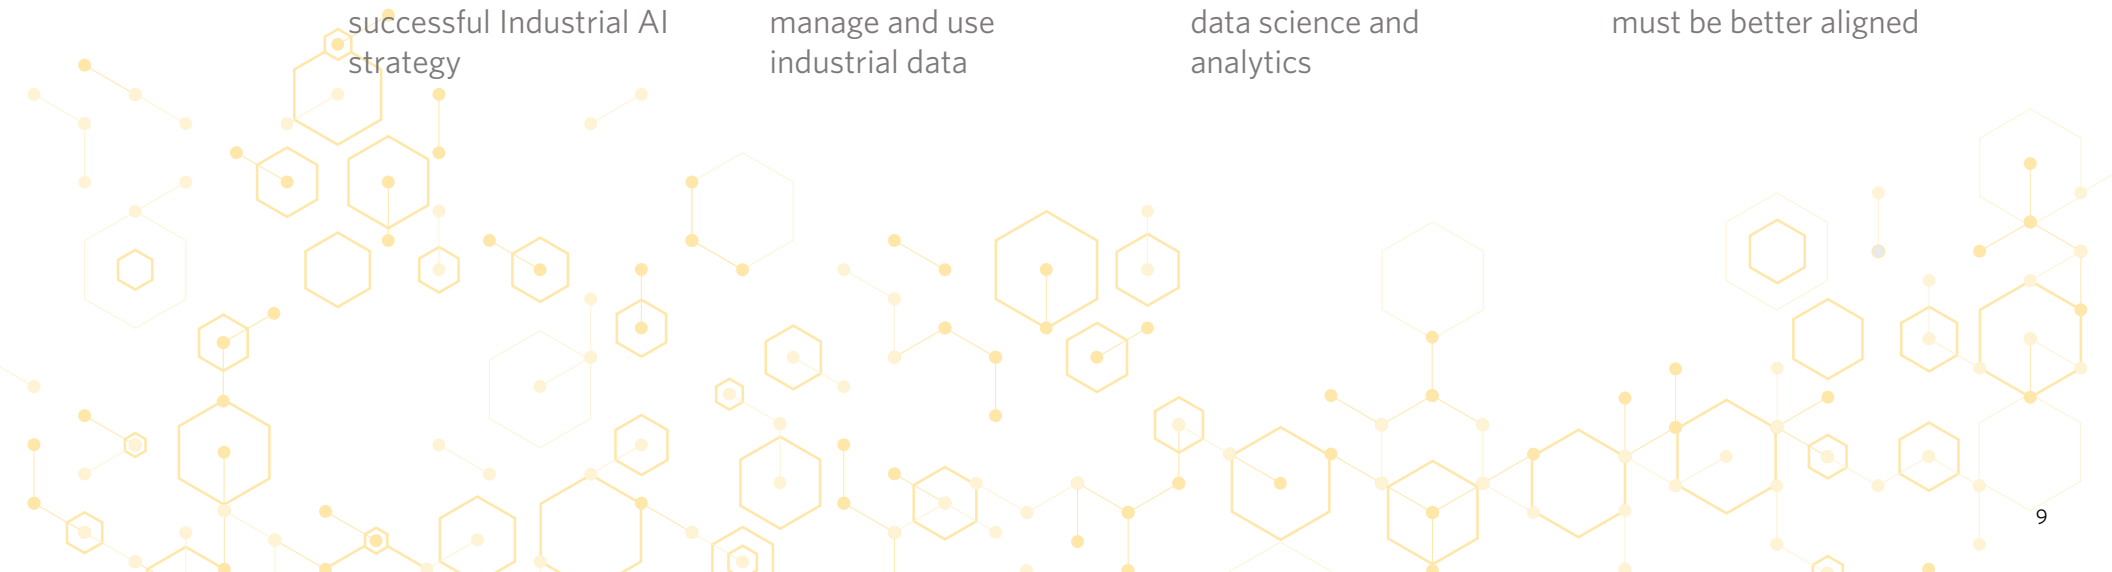 successful Industrial AI
strategy
manage and use
industrial data
data science and
analytics
must be better aligned
9